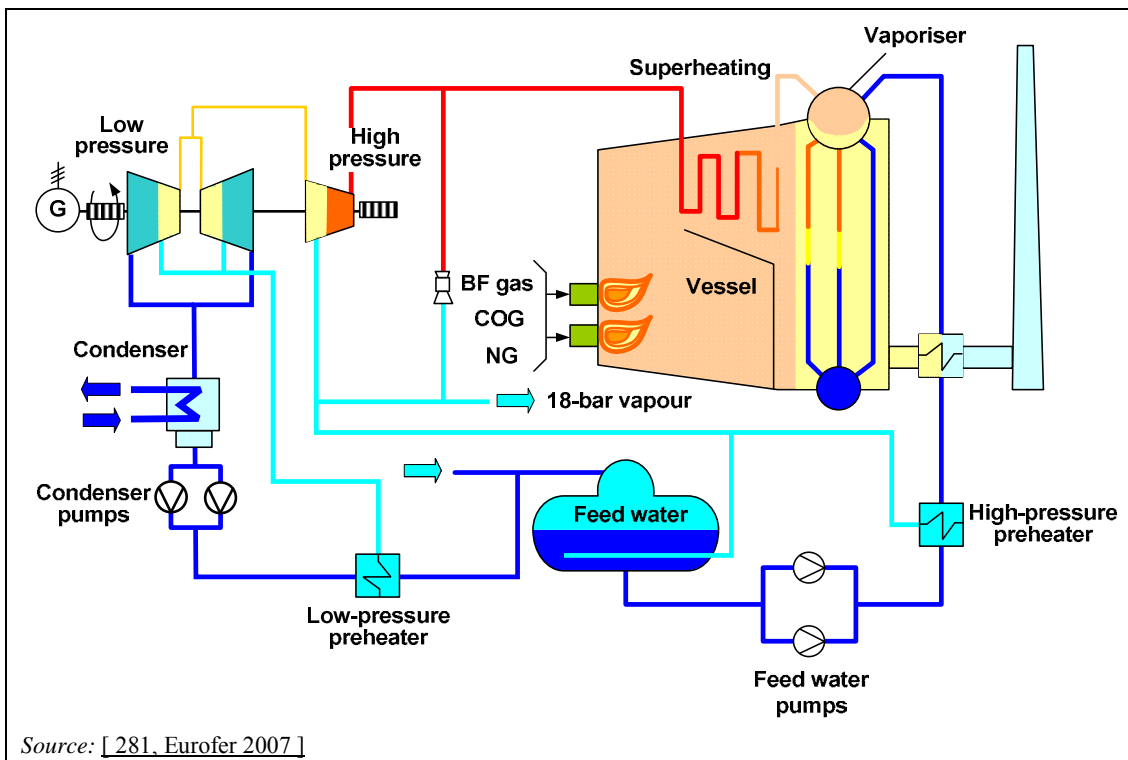 Vaporiser
Superheating
Low
pressure
High
pressure
G
BF gas
COG
NG
Vessel
Condenser
18-bar vapour
Condenser
pumps
Feed water
High-pressure
preheater
Low-pressure
preheater
Feed water
pumps
Source: [ 281, Eurofer 2007 ]